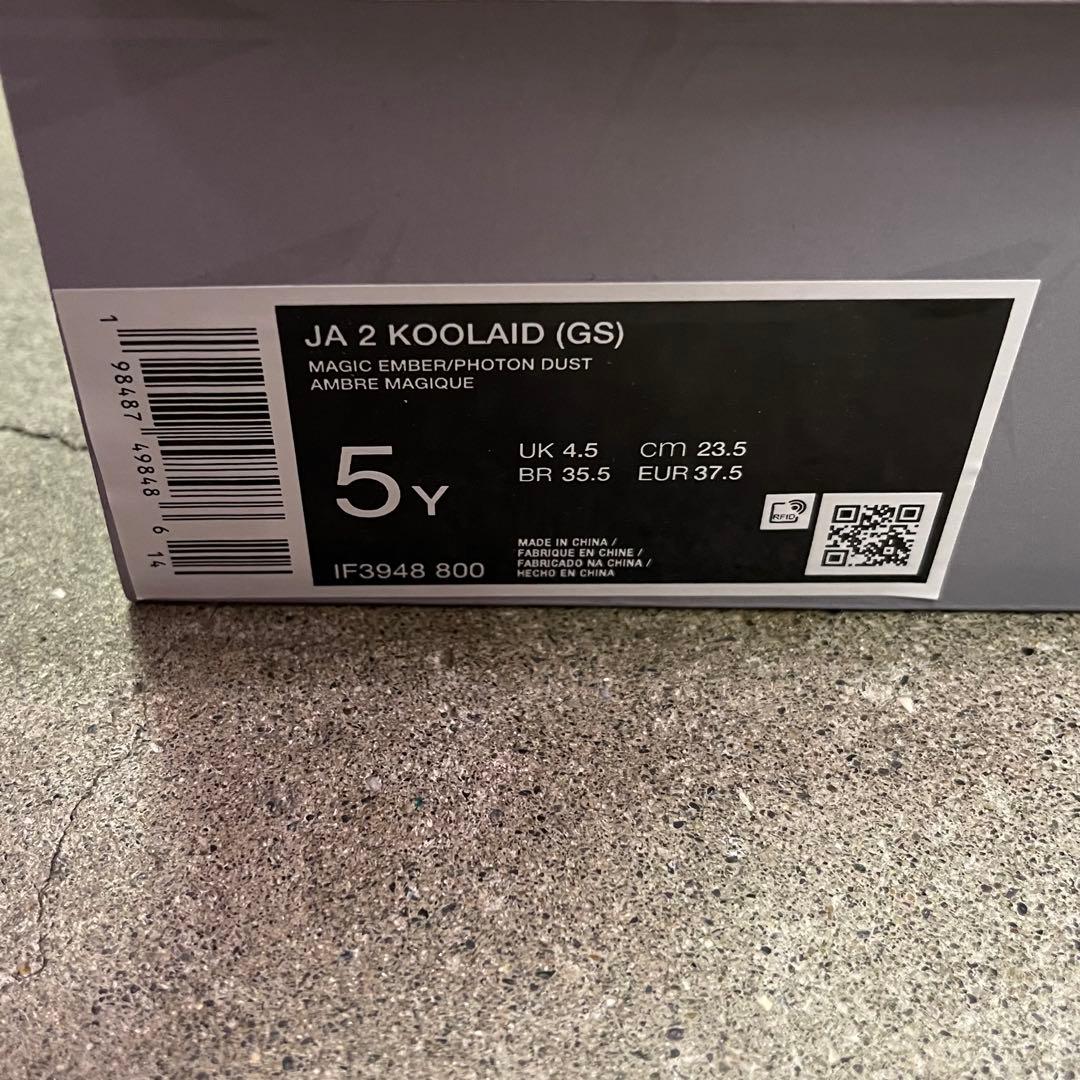 JA 2 KOOLAID (GS)
MAGIC EMBER/PHOTON DUST
AMBRE MAGIQUE
5Y
UK 4.5 cm 23.5
BR 35.5 EUR 37.5
RFID
IF3948 800
MADE IN CHINA /
FABRIQUE EN CHINE /
FABRICADO NA CHINA /
HECHO EN CHINA
1 98487 49848 6 14